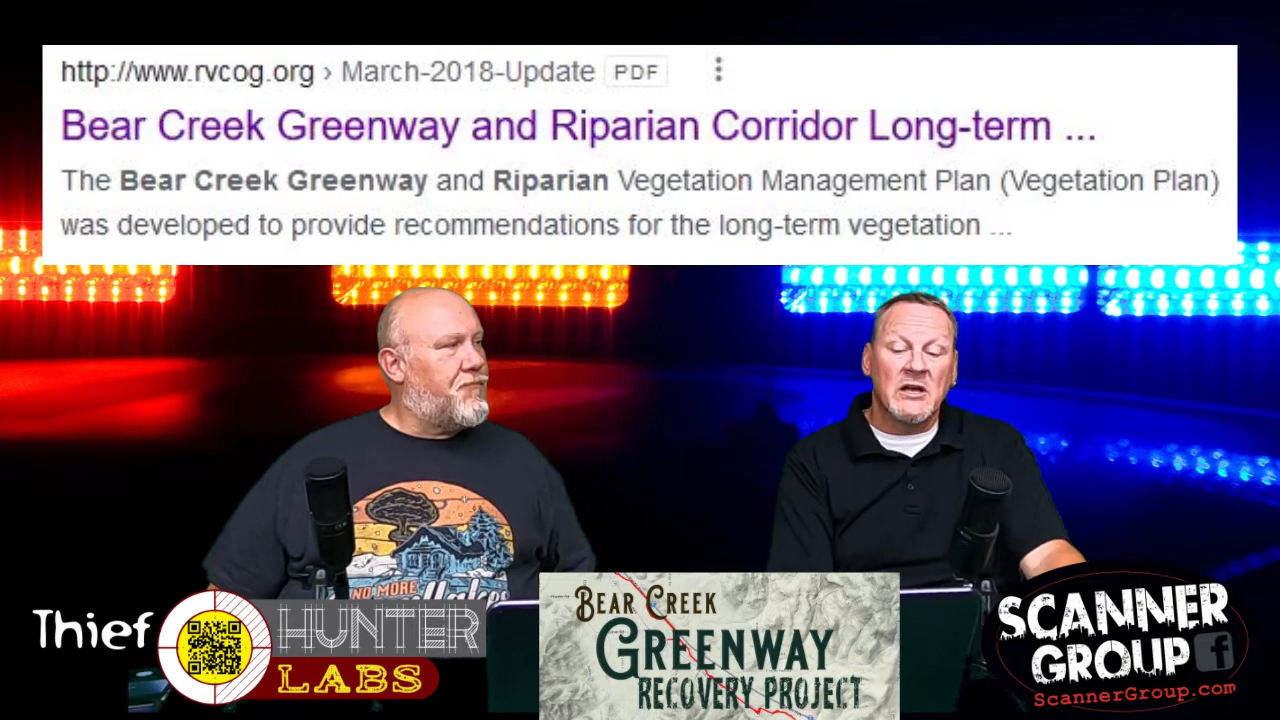 http://www.rvcog.org › March-2018-Update PDF
Bear Creek Greenway and Riparian Corridor Long-term ...
The Bear Creek Greenway and Riparian Vegetation Management Plan (Vegetation Plan)
was developed to provide recommendations for the long-term vegetation ...
NO MORE
Thief
HUNTER
LABS
BEAR CREEK
GREENWAY
RECOVERY PROJECT
SCANNER
GROUP f
ScannerGroup.com